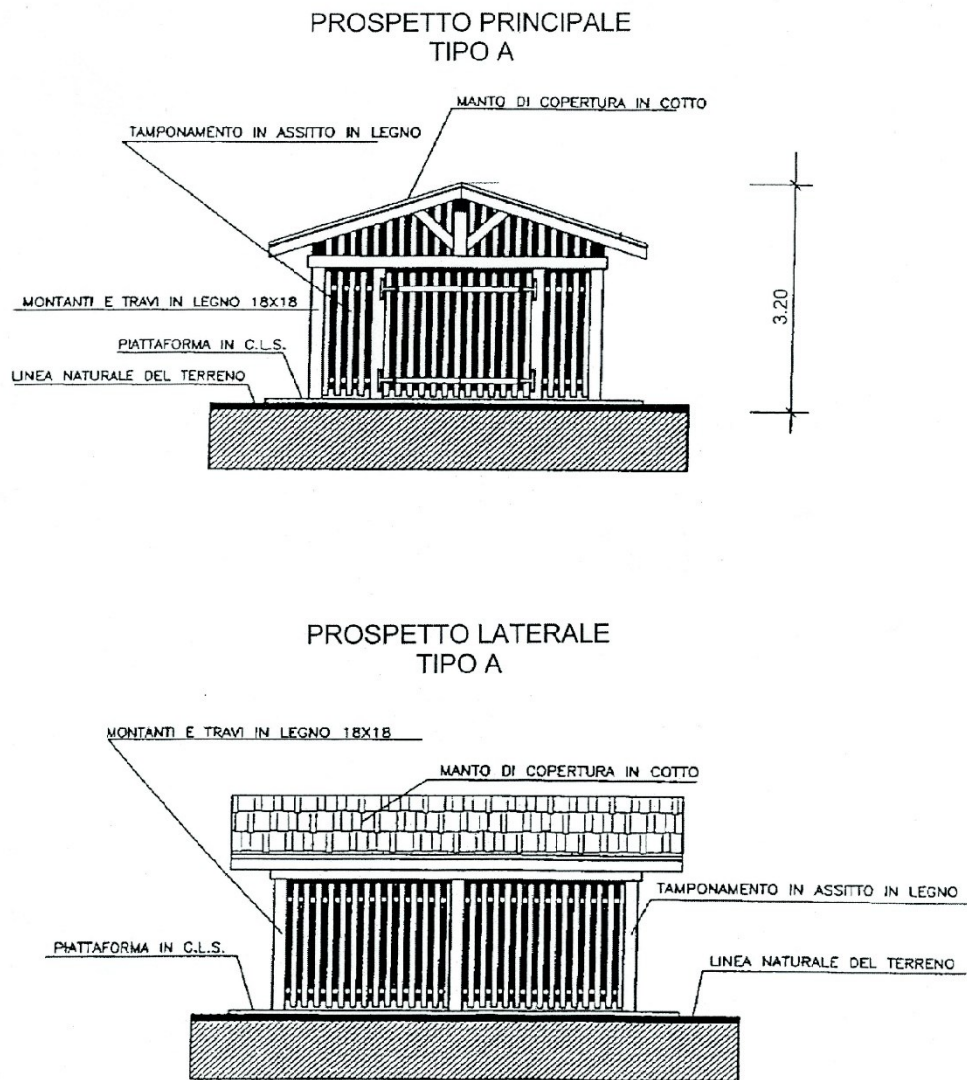 PROSPETTO PRINCIPALE
TIPO A
MANTO DI COPERTURA IN COTTO
TAMPONAMENTO IN ASSITTO IN LEGNO
MONTANTI E TRAVI IN LEGNO 18X18
3.20
PIATTAFORMA IN C.L.S.
LINEA NATURALE DEL TERRENO
PROSPETTO LATERALE
TIPO A
MONTANTI E TRAVI IN LEGNO 18X18
MANTO DI COPERTURA IN COTTO
TAMPONAMENTO IN ASSITTO IN LEGNO
PIATTAFORMA IN C.L.S.
LINEA NATURALE DEL TERRENO